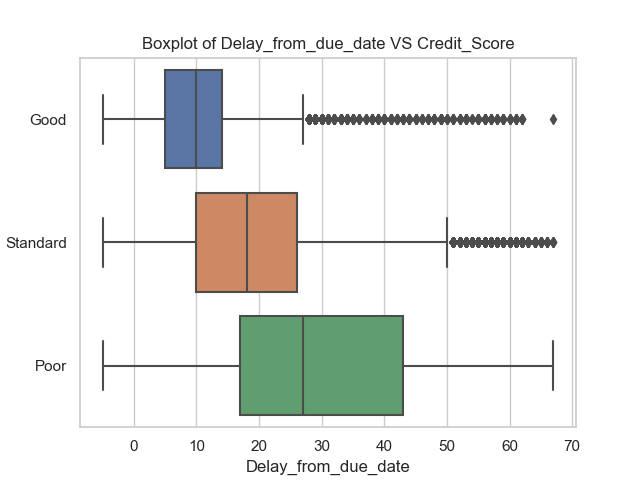 Boxplot of Delay_from_due_date VS Credit_Score
Good
Standard
Poor
0 10 20 30 40 50 60 70
Delay_from_due_date